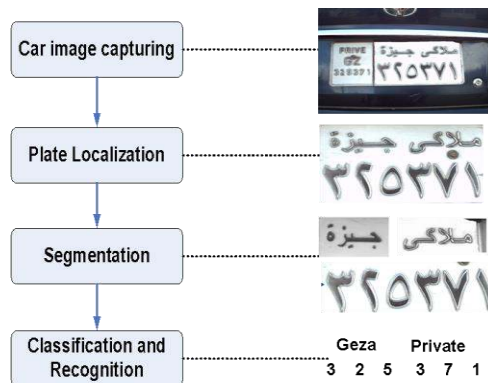 Car image capturing
PRIVE
GZ
325371
ملاكى جيزة
٣٢٥٣٧١
Plate Localization
ملاكى جيزة
٣٢٥٣٧١
Segmentation
جيزة
ملاكى
٣٢٥٣٧١
Classification and
Recognition
Geza Private
3 2 5 3 7 1